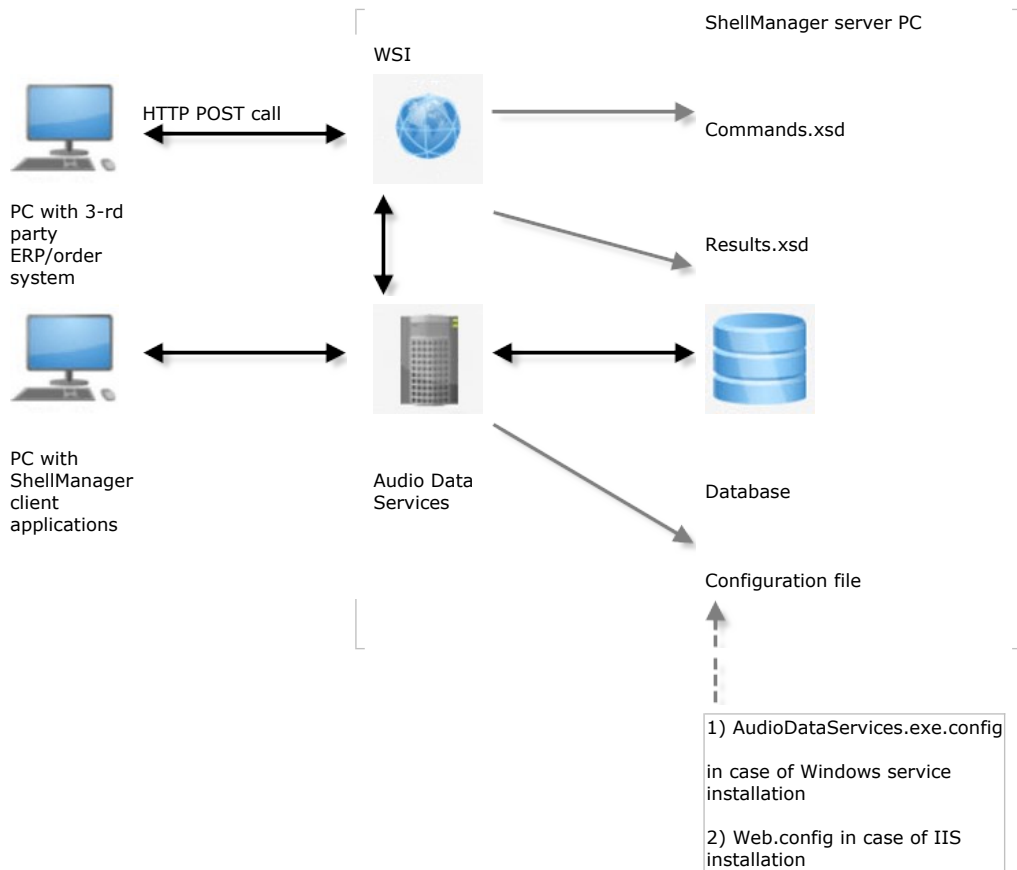 ShellManager server PC
WSI
HTTP POST call
Commands.xsd
PC with 3-rd
party
ERP/order
system
Results.xsd
PC with
ShellManager
client
applications
Audio Data
Services
Database
Configuration file
1) AudioDataServices.exe.config
in case of Windows service
installation
2) Web.config in case of IIS
installation